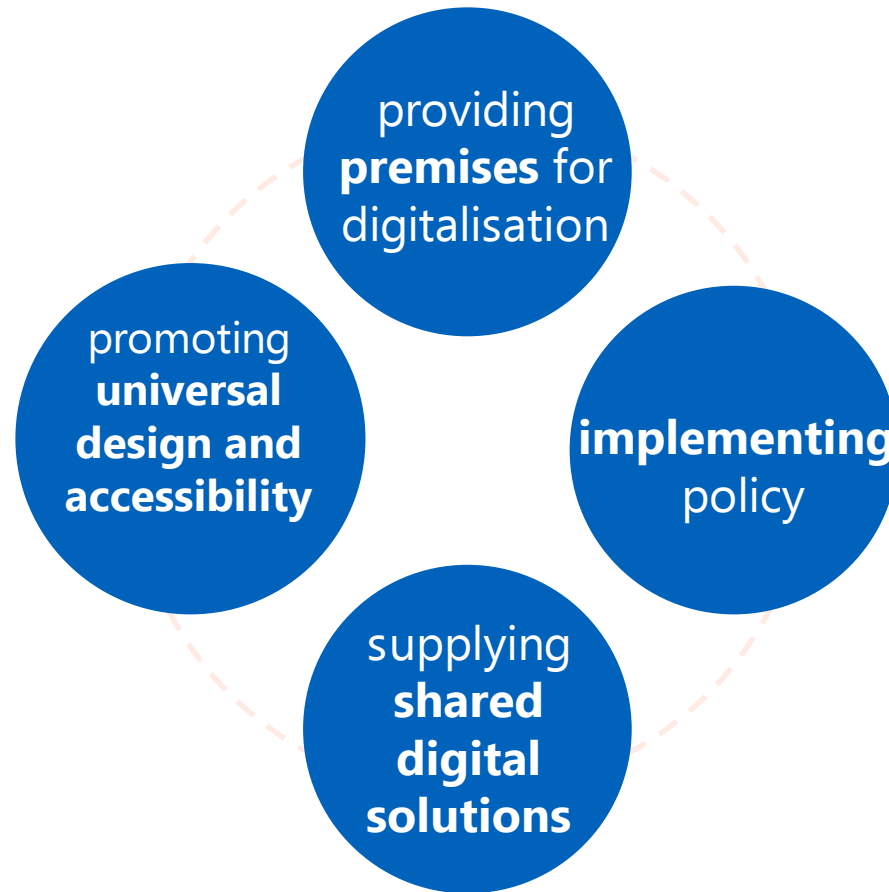 providing
premises for
digitalisation
promoting
universal
design and
accessibility
implementing
policy
supplying
shared
digital
solutions